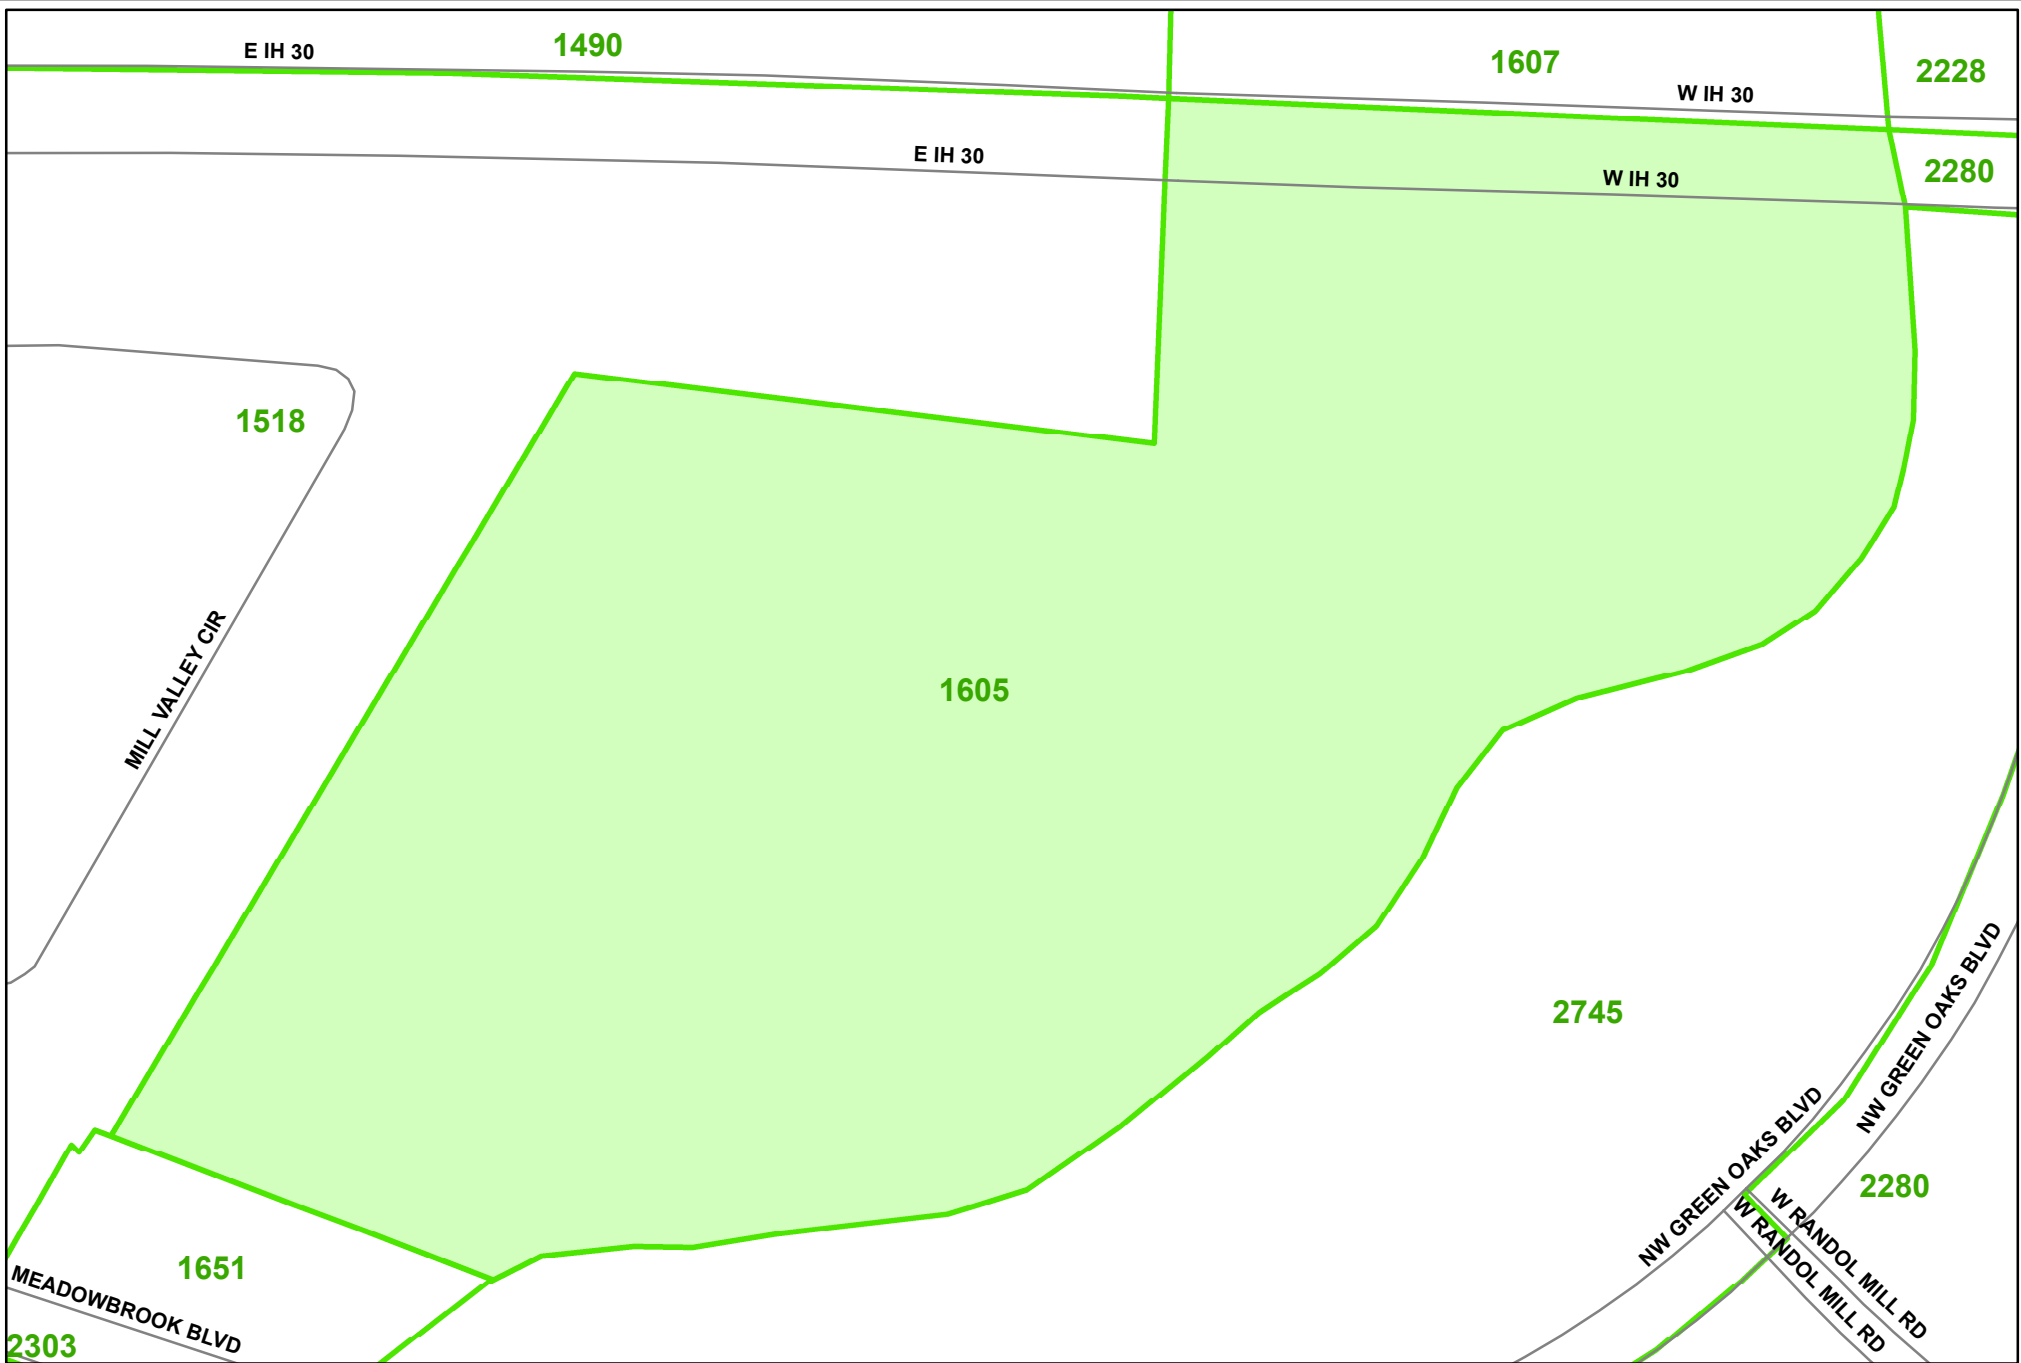 E IH 30
1490
1607
2228
W IH 30
E IH 30
2280
W IH 30
1518
MILL VALLEY CIR
1605
2745
NW GREEN OAKS BLVD
NW GREEN OAKS BLVD
2280
W RANDOL MILL RD
W RANDOL MILL RD
1651
MEADOWBROOK BLVD
2303